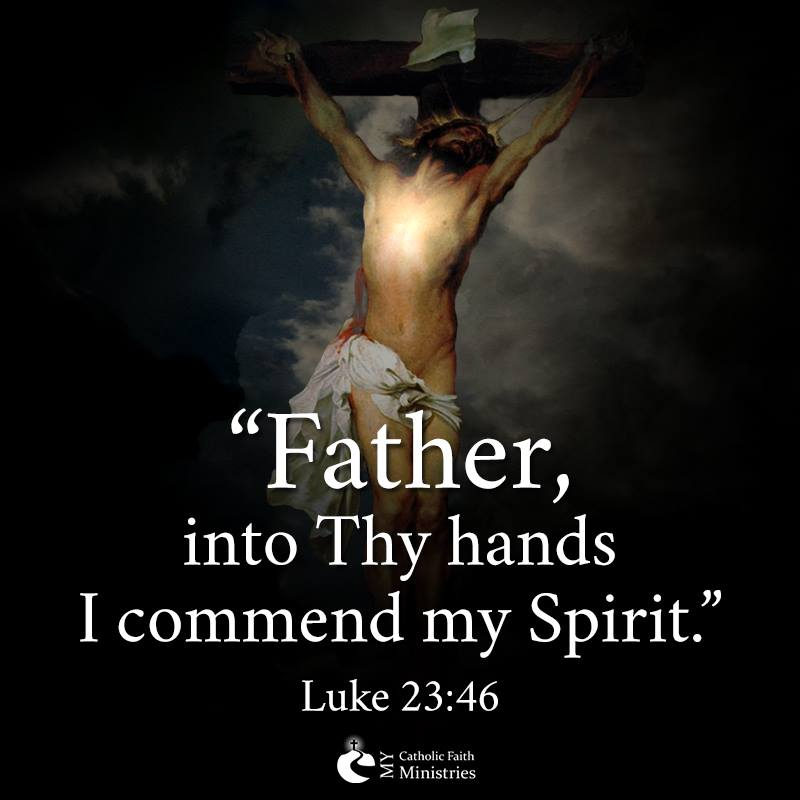 “Father,
into Thy hands
I commend my Spirit.”
Luke 23:46
MY Catholic Faith
Ministries